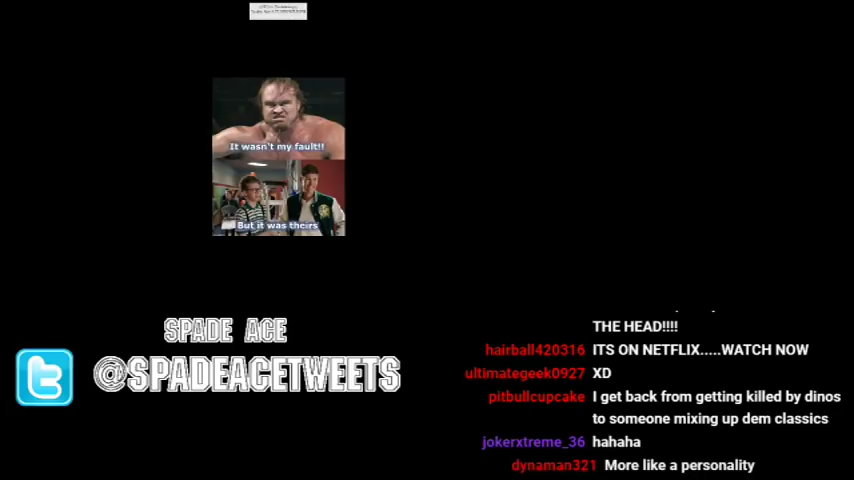 It wasn't my fault!!
But it was theirs
SPADE ACE
@SPADEACETWEETS
THE HEAD!!!!
hairball420316 ITS ON NETFLIX.....WATCH NOW
ultimategeek0927 XD
pitbullcupcake I get back from getting killed by dinos
to someone mixing up dem classics
jokerxtreme_36 hahaha
dynaman321 More like a personality